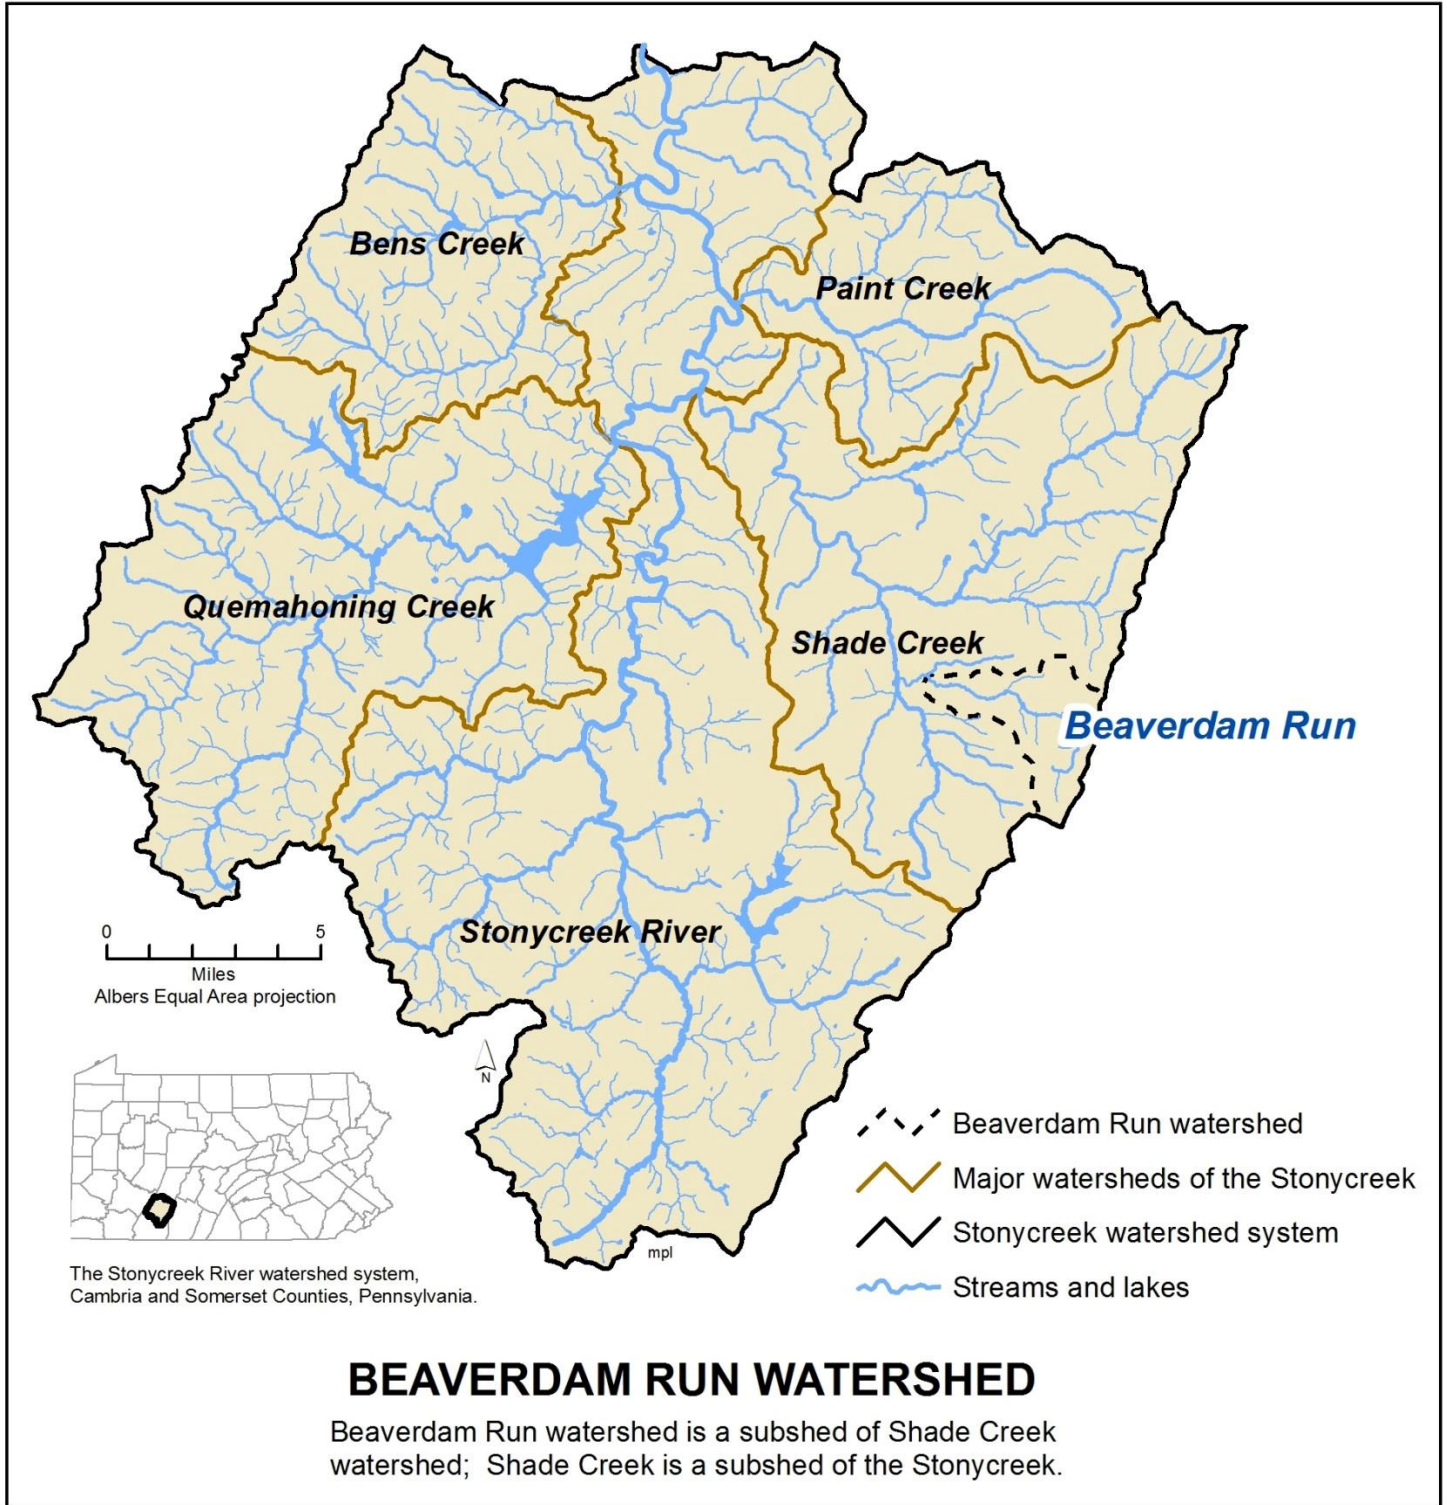 Bens Creek
Paint Creek
Quemahoning Creek
Shade Creek
Beaverdam Run
Stonycreek River
0 5
Miles
Albers Equal Area projection
N
mpl
The Stonycreek River watershed system,
Cambria and Somerset Counties, Pennsylvania.
Beaverdam Run watershed
Major watersheds of the Stonycreek
Stonycreek watershed system
Streams and lakes
BEAVERDAM RUN WATERSHED
Beaverdam Run watershed is a subshed of Shade Creek
watershed; Shade Creek is a subshed of the Stonycreek.